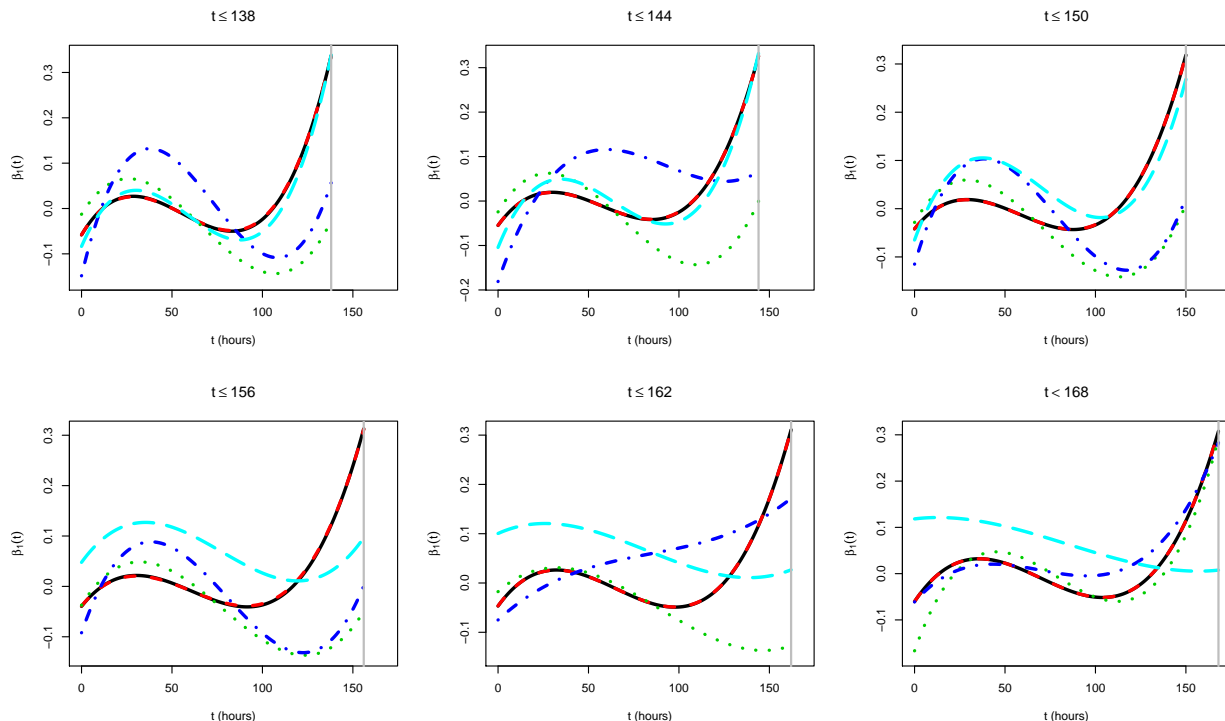 t ≤ 138
β₁(t)
0.3
0.2
0.1
0.0
−0.1
0 50 100 150
t (hours)
t ≤ 144
β₁(t)
0.3
0.2
0.1
0.0
−0.1
−0.2
0 50 100 150
t (hours)
t ≤ 150
β₁(t)
0.3
0.2
0.1
0.0
−0.1
0 50 100 150
t (hours)
t ≤ 156
β₁(t)
0.3
0.2
0.1
0.0
−0.1
0 50 100 150
t (hours)
t ≤ 162
β₁(t)
0.3
0.2
0.1
0.0
−0.1
0 50 100 150
t (hours)
t < 168
β₁(t)
0.3
0.2
0.1
0.0
−0.1
0 50 100 150
t (hours)